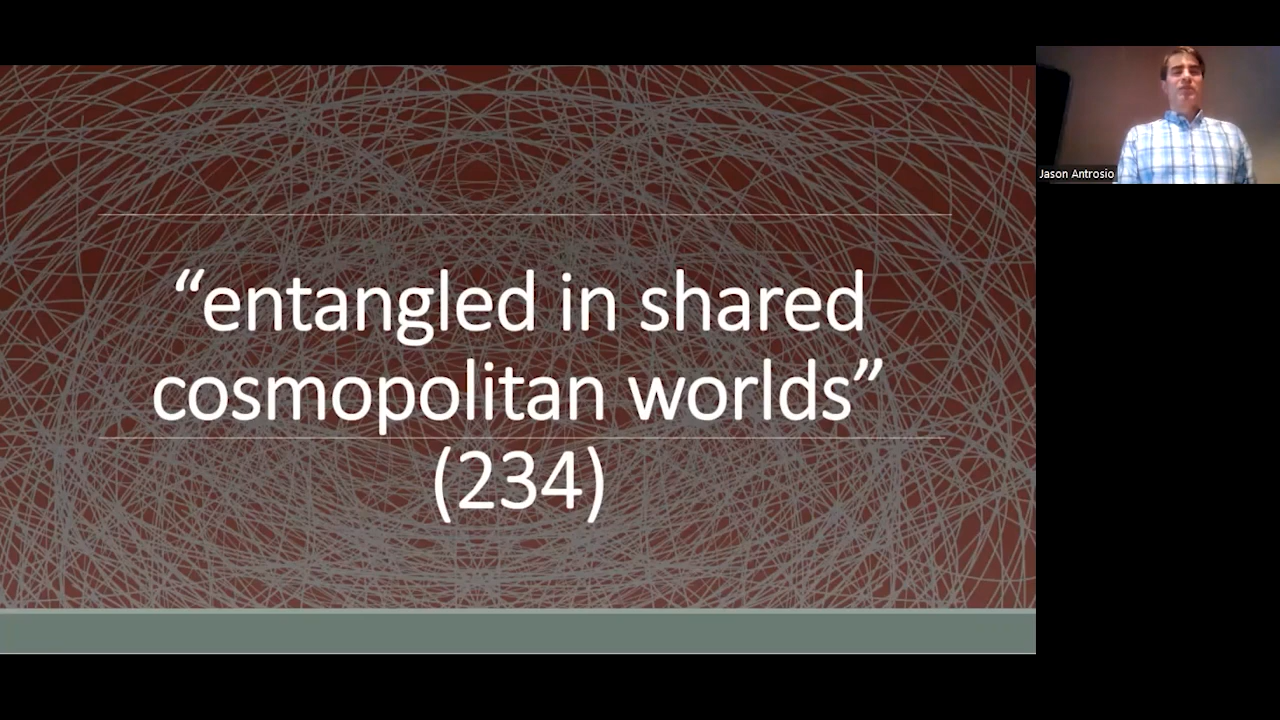 “entangled in shared
cosmopolitan worlds”
(234)
Jason Antrosio